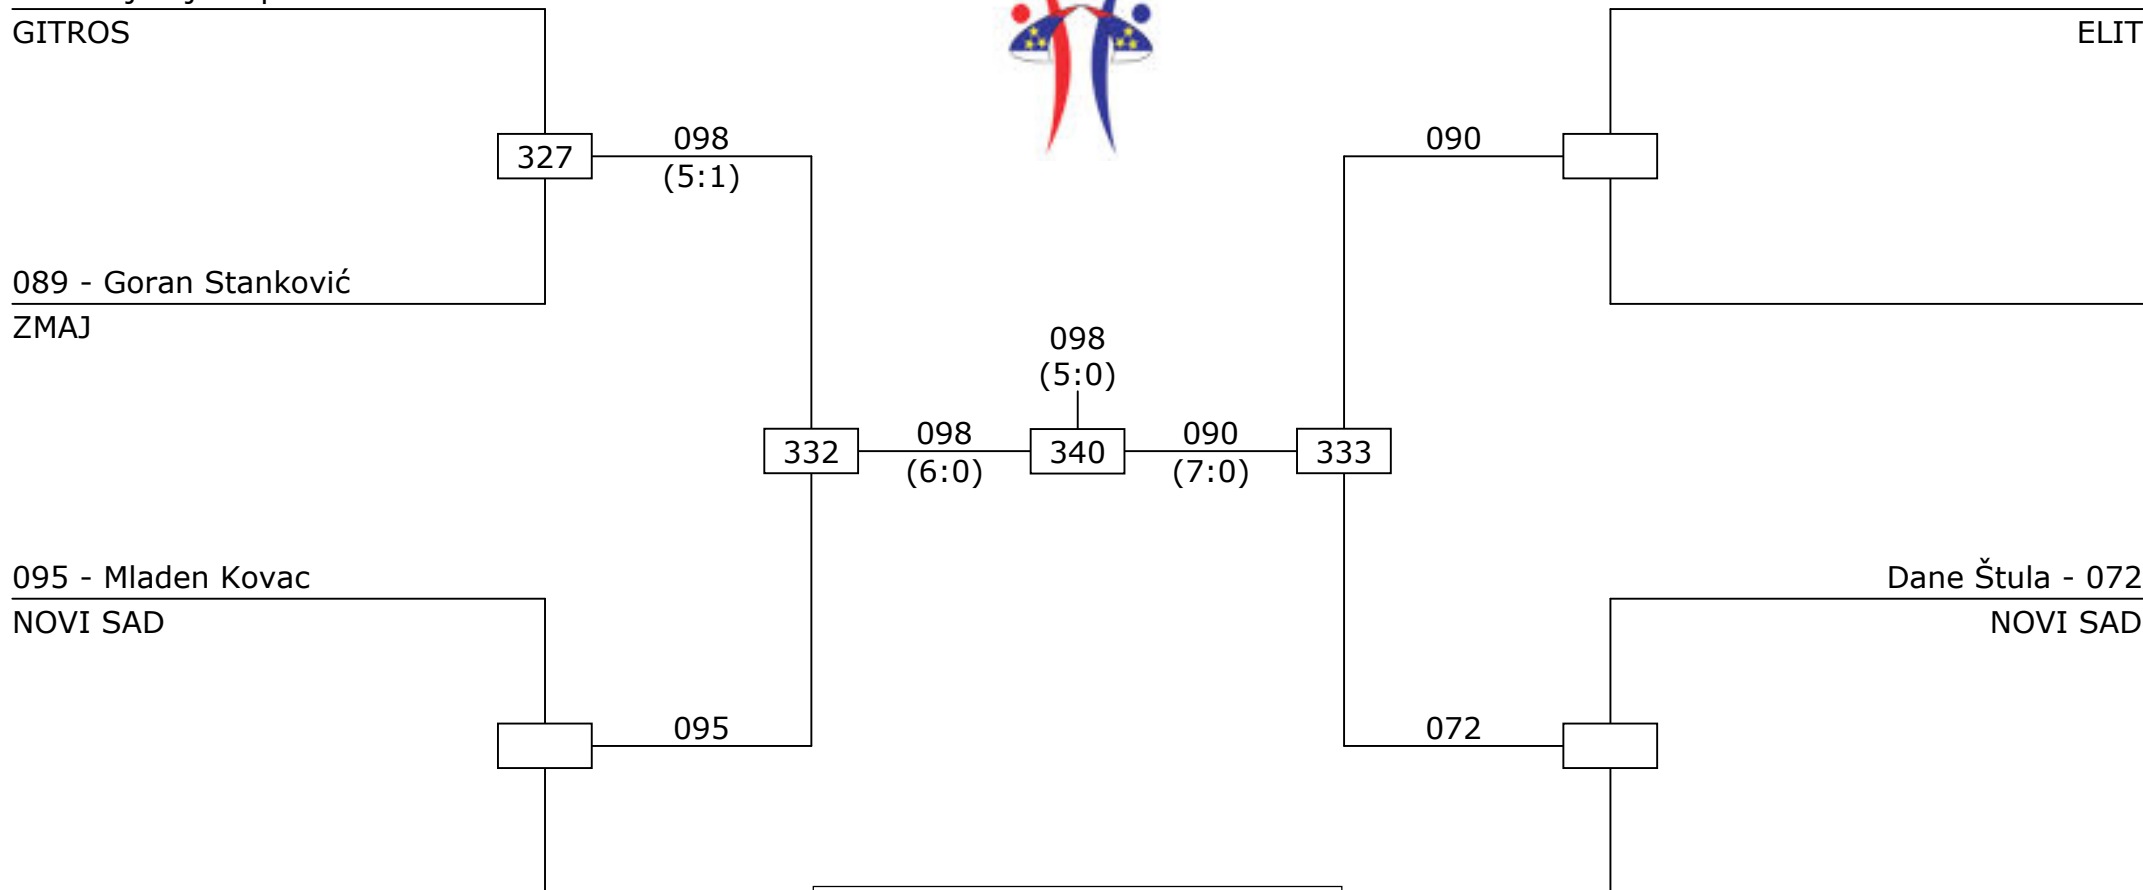 GITROS
ELIT
327
098
(5:1)
090
089 - Goran Stanković
ZMAJ
098
(5:0)
332
098
(6:0)
340
090
(7:0)
333
095 - Mladen Kovac
NOVI SAD
Dane Štula - 072
NOVI SAD
095
072